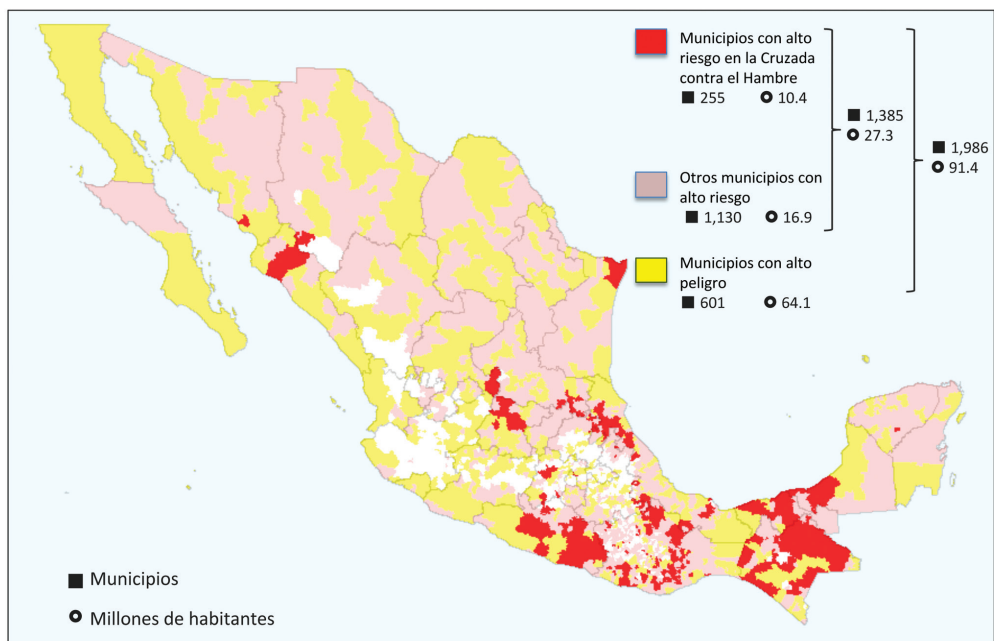 Municipios con alto
riesgo en la Cruzada
contra el Hambre
255 10.4
1,385
27.3
1,986
91.4
Otros municipios con
alto riesgo
1,130 16.9
Municipios con alto
peligro
601 64.1
Municipios
Millones de habitantes